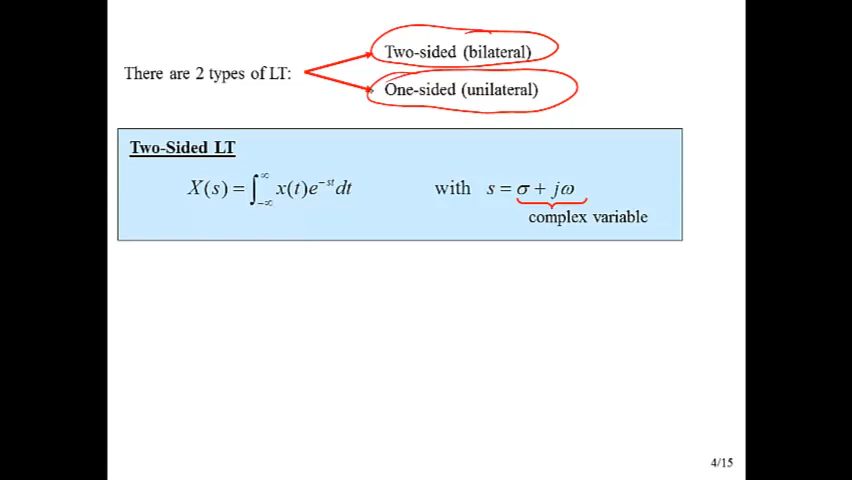 Two-sided (bilateral)
There are 2 types of LT:
One-sided (unilateral)
Two-Sided LT
X(s) = ∫_{-∞}^{∞} x(t)e^{-st}dt with s = σ + jω
complex variable
4/15